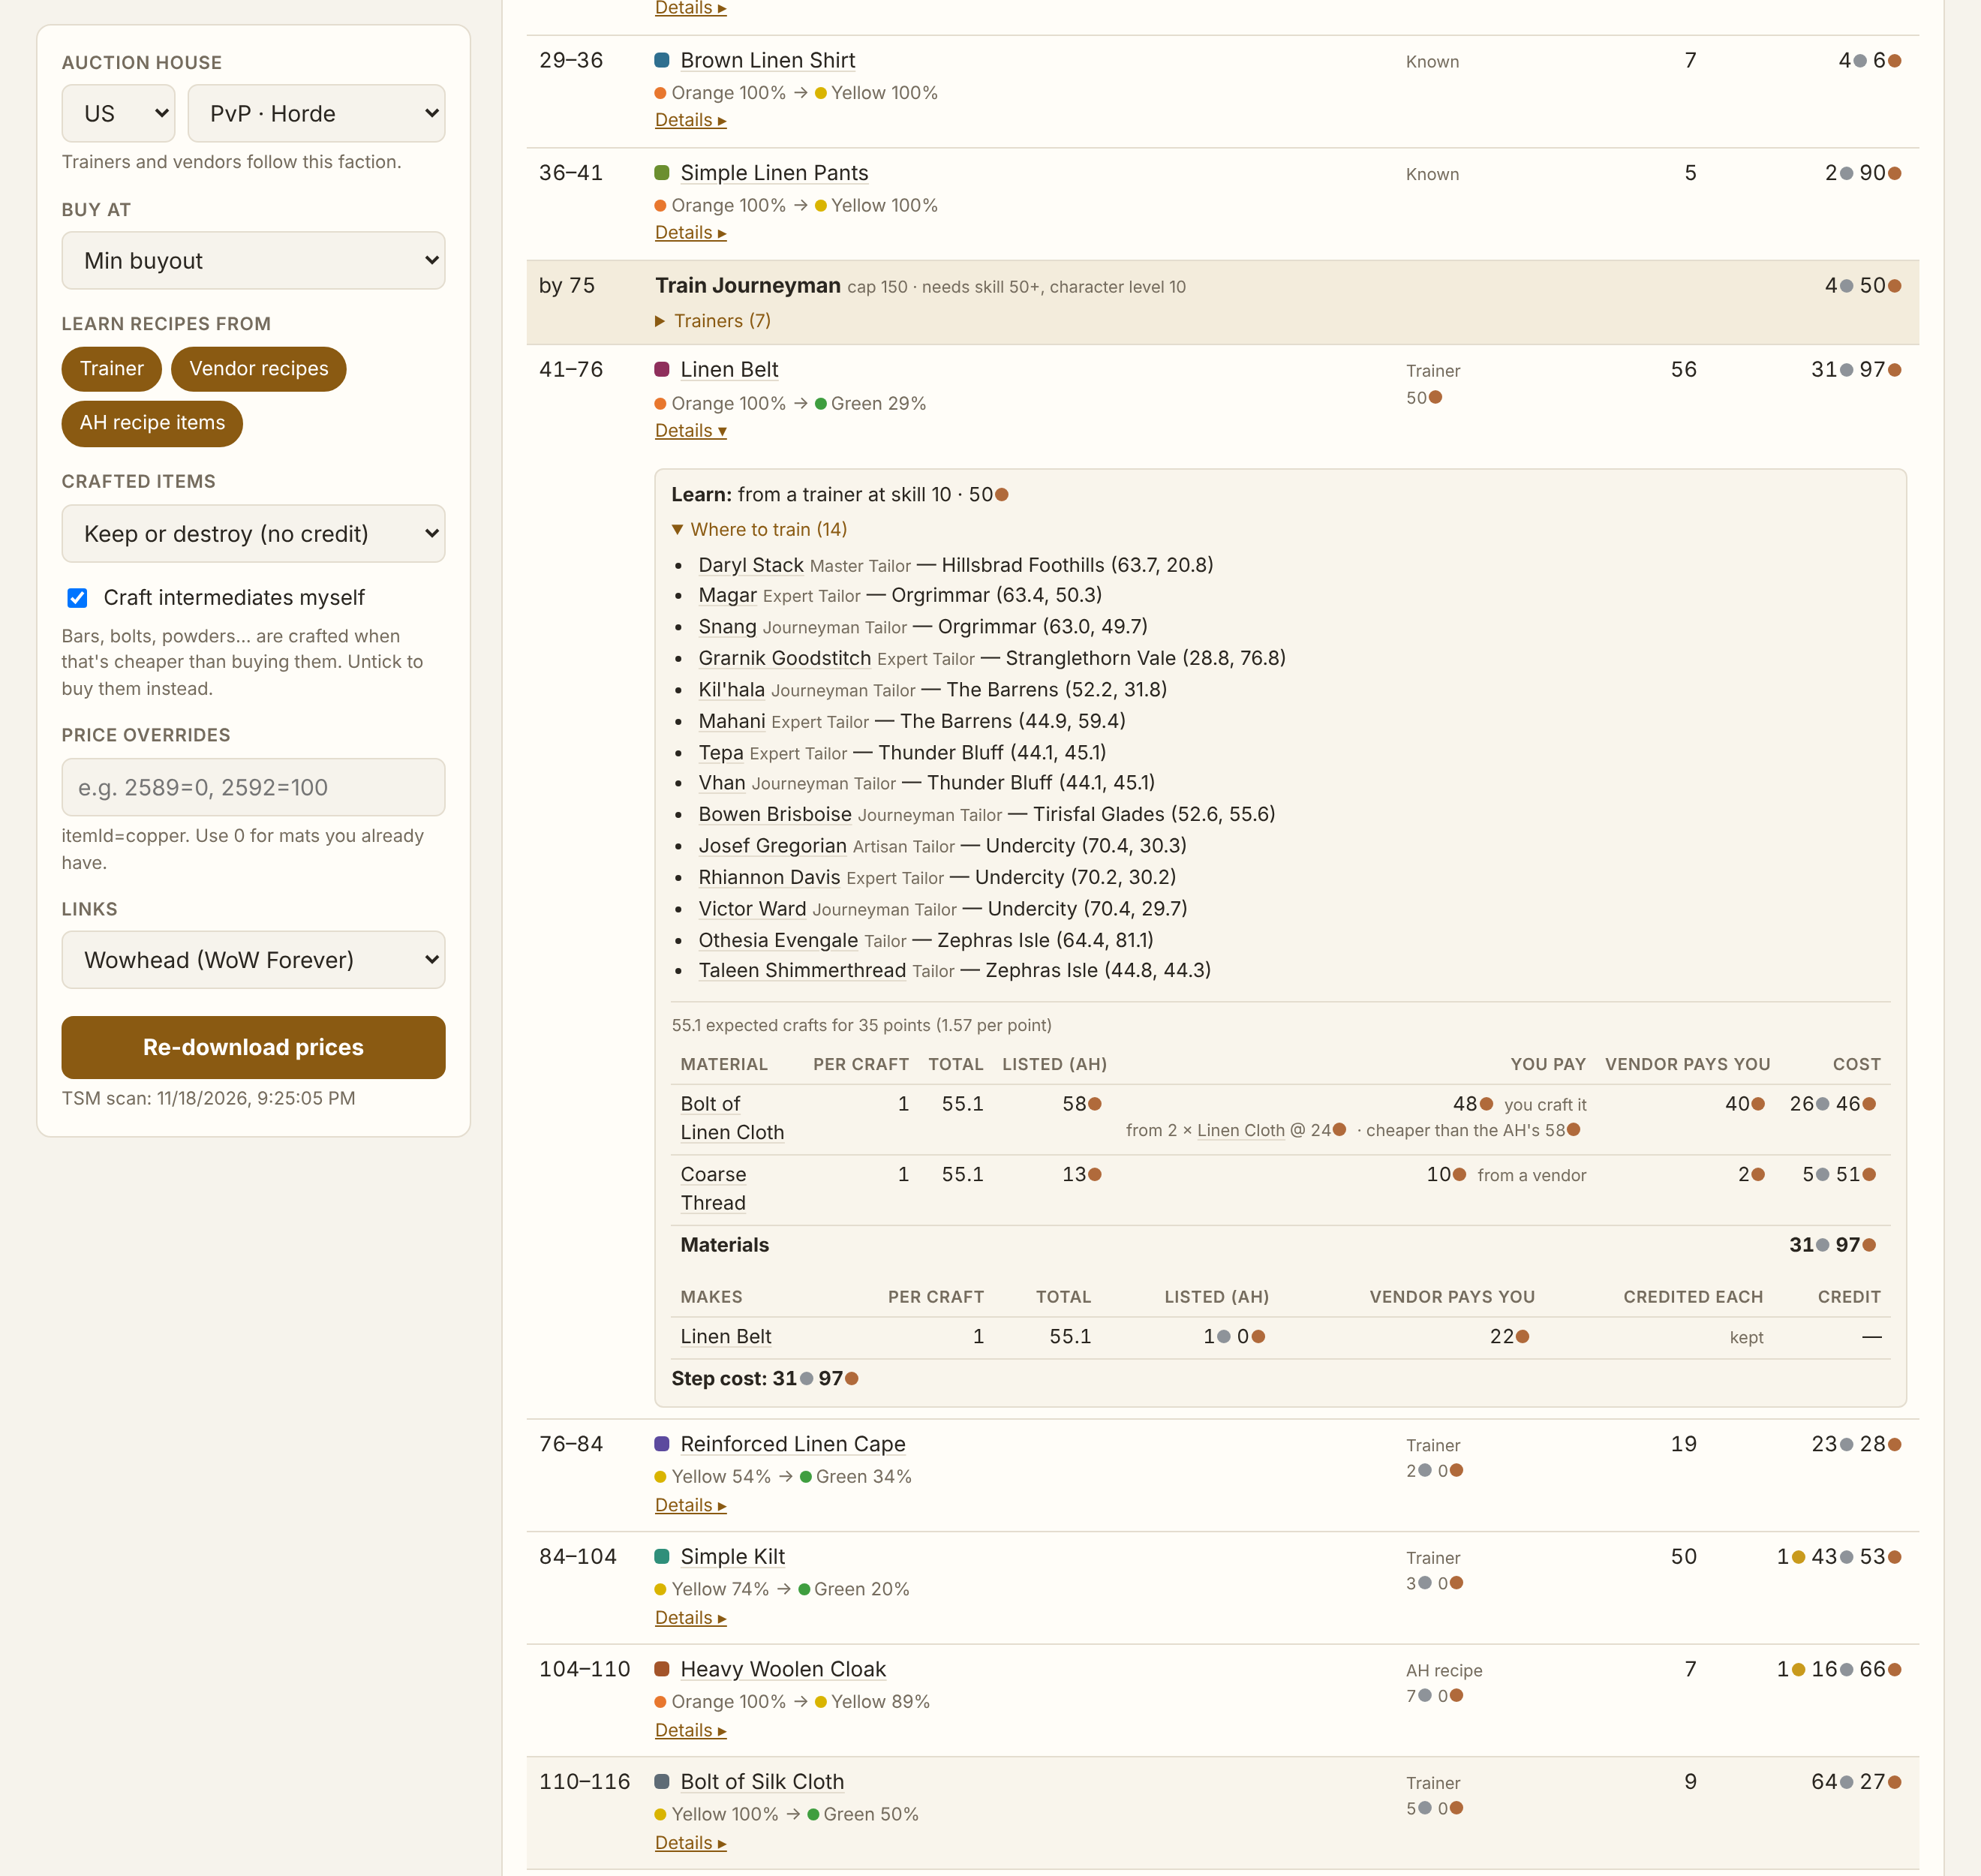 Details ▸
AUCTION HOUSE
US
PvP · Horde
Trainers and vendors follow this faction.
BUY AT
Min buyout
LEARN RECIPES FROM
Trainer
Vendor recipes
AH recipe items
CRAFTED ITEMS
Keep or destroy (no credit)
Craft intermediates myself
Bars, bolts, powders… are crafted when
that's cheaper than buying them. Untick to
buy them instead.
PRICE OVERRIDES
e.g. 2589=0, 2592=100
itemId=copper. Use 0 for mats you already
have.
LINKS
Wowhead (WoW Forever)
Re-download prices
TSM scan: 11/18/2026, 9:25:05 PM
29–36 Brown Linen Shirt Known 7 4 6
Orange 100% → Yellow 100%
Details ▸
36–41 Simple Linen Pants Known 5 2 90
Orange 100% → Yellow 100%
Details ▸
by 75 Train Journeyman cap 150 · needs skill 50+, character level 10 4 50
▶ Trainers (7)
41–76 Linen Belt Trainer 56 31 97
50
Orange 100% → Green 29%
Details ▾
Learn: from a trainer at skill 10 · 50
▼ Where to train (14)
• Daryl Stack Master Tailor — Hillsbrad Foothills (63.7, 20.8)
• Magar Expert Tailor — Orgrimmar (63.4, 50.3)
• Snang Journeyman Tailor — Orgrimmar (63.0, 49.7)
• Grarnik Goodstitch Expert Tailor — Stranglethorn Vale (28.8, 76.8)
• Kil'hala Journeyman Tailor — The Barrens (52.2, 31.8)
• Mahani Expert Tailor — The Barrens (44.9, 59.4)
• Tepa Expert Tailor — Thunder Bluff (44.1, 45.1)
• Vhan Journeyman Tailor — Thunder Bluff (44.1, 45.1)
• Bowen Brisboise Journeyman Tailor — Tirisfal Glades (52.6, 55.6)
• Josef Gregorian Artisan Tailor — Undercity (70.4, 30.3)
• Rhiannon Davis Expert Tailor — Undercity (70.2, 30.2)
• Victor Ward Journeyman Tailor — Undercity (70.4, 29.7)
• Othesia Evengale Tailor — Zephras Isle (64.4, 81.1)
• Taleen Shimmerthread Tailor — Zephras Isle (44.8, 44.3)
55.1 expected crafts for 35 points (1.57 per point)
MATERIAL PER CRAFT TOTAL LISTED (AH) YOU PAY VENDOR PAYS YOU COST
Bolt of 1 55.1 58 48 you craft it 40 26 46
Linen Cloth from 2 × Linen Cloth @ 24 · cheaper than the AH's 58
Coarse 1 55.1 13 10 from a vendor 2 5 51
Thread
Materials 31 97
MAKES PER CRAFT TOTAL LISTED (AH) VENDOR PAYS YOU CREDITED EACH CREDIT
Linen Belt 1 55.1 1 0 22 kept —
Step cost: 31 97
76–84 Reinforced Linen Cape Trainer 19 23 28
2 0
Yellow 54% → Green 34%
Details ▸
84–104 Simple Kilt Trainer 50 1 43 53
3 0
Yellow 74% → Green 20%
Details ▸
104–110 Heavy Woolen Cloak AH recipe 7 1 16 66
7 0
Orange 100% → Yellow 89%
Details ▸
110–116 Bolt of Silk Cloth Trainer 9 64 27
5 0
Yellow 100% → Green 50%
Details ▸